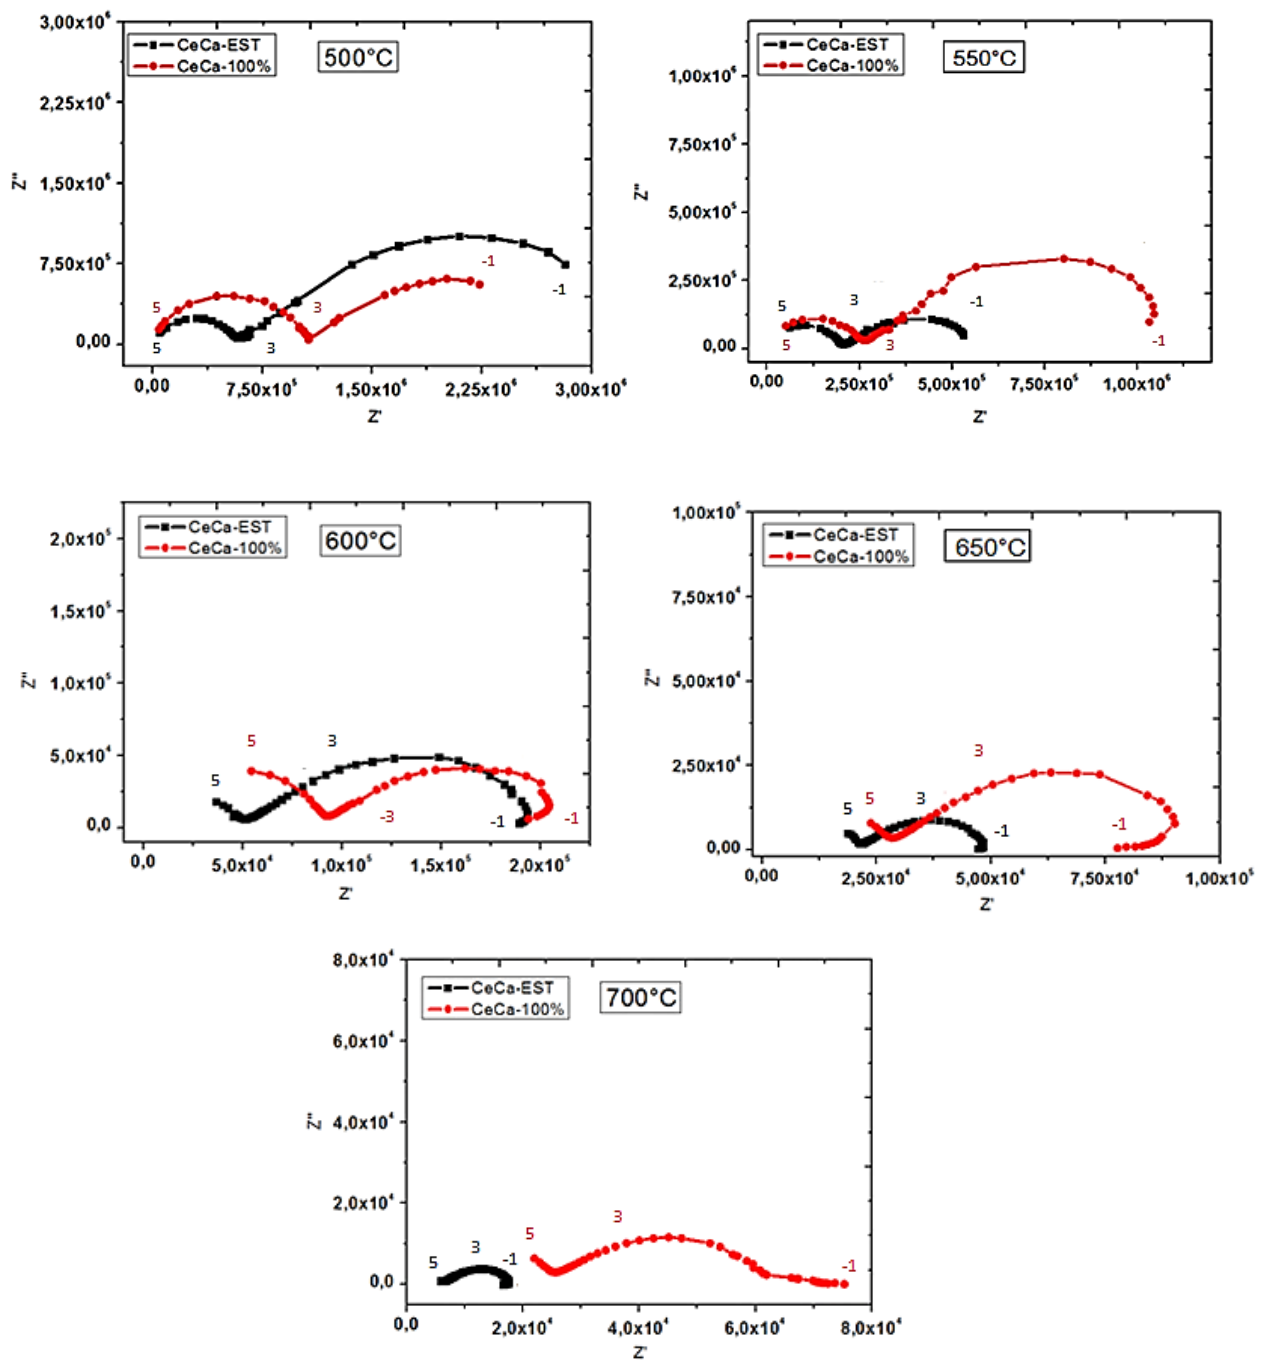 3,00x10⁶
CeCa-EST
CeCa-100%
500°C
2,25x10⁶
1,50x10⁶
7,50x10⁵
0,00
Z"
5
5
3
3
-1
-1
0,00
7,50x10⁵
1,50x10⁶
2,25x10⁶
3,00x10⁶
Z'
CeCa-EST
CeCa-100%
550°C
1,00x10⁶
7,50x10⁵
5,00x10⁵
2,50x10⁵
0,00
Z"
5
5
3
3
-1
-1
0,00
2,50x10⁵
5,00x10⁵
7,50x10⁵
1,00x10⁶
Z'
CeCa-EST
CeCa-100%
600°C
2,0x10⁵
1,5x10⁵
1,0x10⁵
5,0x10⁴
0,0
Z"
5
5
3
-3
-1
-1
0,0
5,0x10⁴
1,0x10⁵
1,5x10⁵
2,0x10⁵
Z'
1,00x10⁵
CeCa-EST
CeCa-100%
650°C
7,50x10⁴
5,00x10⁴
2,50x10⁴
0,00
Z"
5
5
3
3
-1
-1
0,00
2,50x10⁴
5,00x10⁴
7,50x10⁴
1,00x10⁵
Z'
8,0x10⁴
CeCa-EST
CeCa-100%
700°C
6,0x10⁴
4,0x10⁴
2,0x10⁴
0,0
Z"
5
3
-1
5
3
-1
0,0
2,0x10⁴
4,0x10⁴
6,0x10⁴
8,0x10⁴
Z'